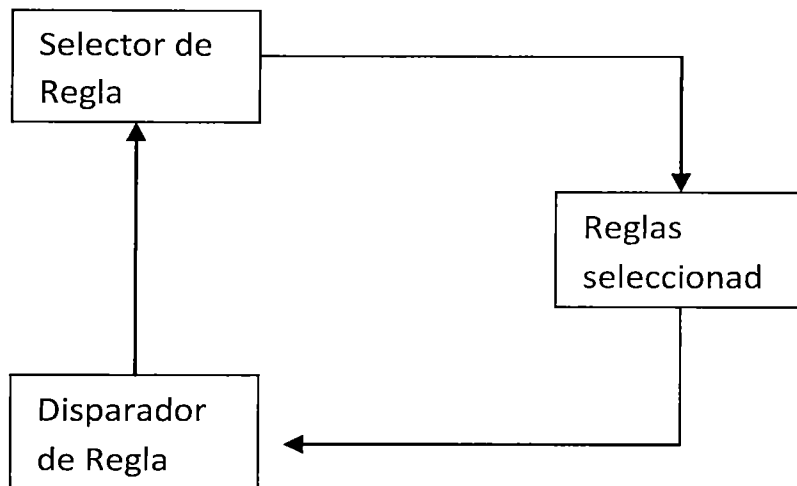 Selector de
Regla
Reglas
seleccionad
Disparador
de Regla